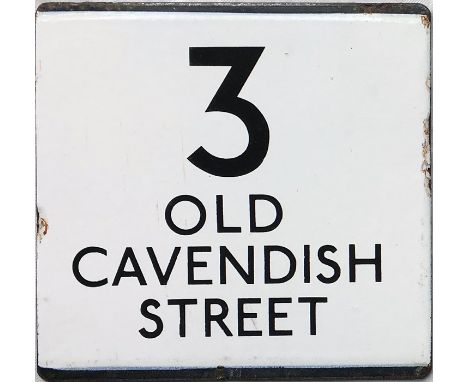 3
OLD
CAVENDISH
STREET